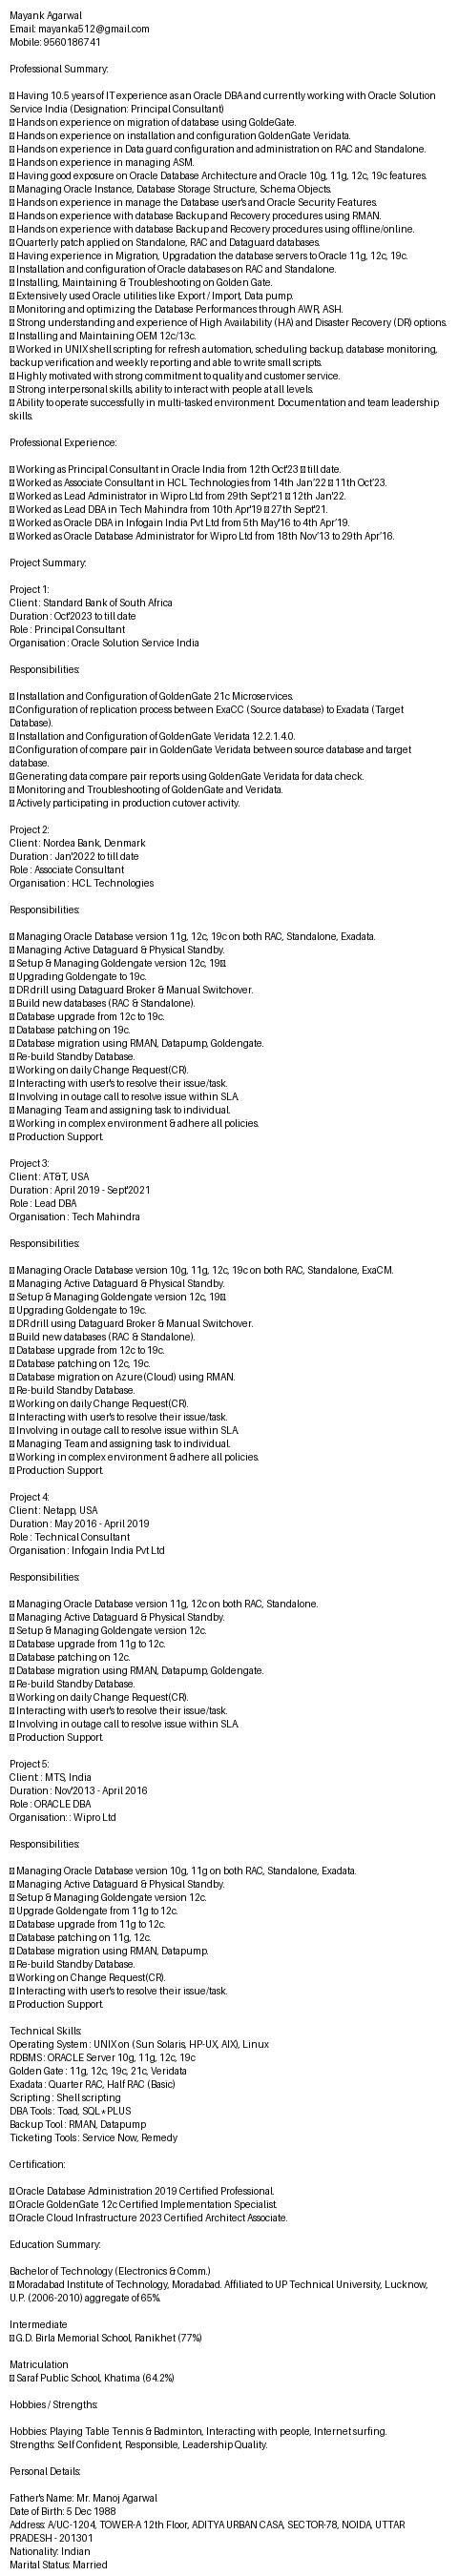 Mayank Agarwal
Email: mayanka512@gmail.com
Mobile: 9560186741
Professional Summary:
Having 10.5 years of IT experience as an Oracle DBA and currently working with Oracle Solution
Service India (Designation: Principal Consultant)
Hands on experience on migration of database using GoldeGate.
Hands on experience on installation and configuration GoldenGate Veridata.
Hands on experience in Data guard configuration and administration on RAC and Standalone.
Hands on experience in managing ASM.
Having good exposure on Oracle Database Architecture and Oracle 10g, 11g, 12c, 19c features.
Managing Oracle Instance, Database Storage Structure, Schema Objects.
Hands on experience in manage the Database user's and Oracle Security Features.
Hands on experience with database Backup and Recovery procedures using RMAN.
Hands on experience with database Backup and Recovery procedures using offline/online.
Quarterly patch applied on Standalone, RAC and Dataguard databases.
Having experience in Migration, Upgradation the database servers to Oracle 11g, 12c, 19c.
Installation and configuration of Oracle databases on RAC and Standalone.
Installing, Maintaining & Troubleshooting on Golden Gate.
Extensively used Oracle utilities like Export / Import, Data pump.
Monitoring and optimizing the Database Performances through AWR, ASH.
Strong understanding and experience of High Availability (HA) and Disaster Recovery (DR) options.
Installing and Maintaining OEM 12c/13c.
Worked in UNIX shell scripting for refresh automation, scheduling backup, database monitoring,
backup verification and weekly reporting and able to write small scripts.
Highly motivated with strong commitment to quality and customer service.
Strong interpersonal skills, ability to interact with people at all levels.
Ability to operate successfully in multi-tasked environment. Documentation and team leadership
skills.
Professional Experience:
Working as Principal Consultant in Oracle India from 12th Oct'23 till date.
Worked as Associate Consultant in HCL Technologies from 14th Jan'22 11th Oct'23.
Worked as Lead Administrator in Wipro Ltd from 29th Sept'21 12th Jan'22.
Worked as Lead DBA in Tech Mahindra from 10th Apr'19 27th Sept'21.
Worked as Oracle DBA in Infogain India Pvt Ltd from 5th May'16 to 4th Apr'19.
Worked as Oracle Database Administrator for Wipro Ltd from 18th Nov'13 to 29th Apr'16.
Project Summary:
Project 1:
Client : Standard Bank of South Africa
Duration : Oct'2023 to till date
Role : Principal Consultant
Organisation : Oracle Solution Service India
Responsibilities:
Installation and Configuration of GoldenGate 21c Microservices.
Configuration of replication process between ExaCC (Source database) to Exadata (Target
Database).
Installation and Configuration of GoldenGate Veridata 12.2.1.4.0.
Configuration of compare pair in GoldenGate Veridata between source database and target
database.
Generating data compare pair reports using GoldenGate Veridata for data check.
Monitoring and Troubleshooting of GoldenGate and Veridata.
Actively participating in production cutover activity.
Project 2:
Client : Nordea Bank, Denmark
Duration : Jan'2022 to till date
Role : Associate Consultant
Organisation : HCL Technologies
Responsibilities:
Managing Oracle Database version 11g, 12c, 19c on both RAC, Standalone, Exadata.
Managing Active Dataguard & Physical Standby.
Setup & Managing Goldengate version 12c, 19
Upgrading Goldengate to 19c.
DR drill using Dataguard Broker & Manual Switchover.
Build new databases (RAC & Standalone).
Database upgrade from 12c to 19c.
Database patching on 19c.
Database migration using RMAN, Datapump, Goldengate.
Re-build Standby Database.
Working on daily Change Request(CR).
Interacting with user's to resolve their issue/task.
Involving in outage call to resolve issue within SLA.
Managing Team and assigning task to individual.
Working in complex environment & adhere all policies.
Production Support.
Project 3:
Client : AT&T, USA
Duration : April 2019 - Sept'2021
Role : Lead DBA
Organisation : Tech Mahindra
Responsibilities:
Managing Oracle Database version 10g, 11g, 12c, 19c on both RAC, Standalone, ExaCM.
Managing Active Dataguard & Physical Standby.
Setup & Managing Goldengate version 12c, 19
Upgrading Goldengate to 19c.
DR drill using Dataguard Broker & Manual Switchover.
Build new databases (RAC & Standalone).
Database upgrade from 12c to 19c.
Database patching on 12c, 19c.
Database migration on Azure(Cloud) using RMAN.
Re-build Standby Database.
Working on daily Change Request(CR).
Interacting with user's to resolve their issue/task.
Involving in outage call to resolve issue within SLA.
Managing Team and assigning task to individual.
Working in complex environment & adhere all policies.
Production Support.
Project 4:
Client : Netapp, USA
Duration : May 2016 - April 2019
Role : Technical Consultant
Organisation : Infogain India Pvt Ltd
Responsibilities:
Managing Oracle Database version 11g, 12c on both RAC, Standalone.
Managing Active Dataguard & Physical Standby.
Setup & Managing Goldengate version 12c.
Database upgrade from 11g to 12c.
Database patching on 12c.
Database migration using RMAN, Datapump, Goldengate.
Re-build Standby Database.
Working on daily Change Request(CR).
Interacting with user's to resolve their issue/task.
Involving in outage call to resolve issue within SLA.
Production Support.
Project 5:
Client: : MTS, India
Duration : Nov'2013 - April 2016
Role : ORACLE DBA
Organisation: : Wipro Ltd
Responsibilities:
Managing Oracle Database version 10g, 11g on both RAC, Standalone, Exadata.
Managing Active Dataguard & Physical Standby.
Setup & Managing Goldengate version 12c.
Upgrade Goldengate from 11g to 12c.
Database upgrade from 11g to 12c.
Database patching on 11g, 12c.
Database migration using RMAN, Datapump.
Re-build Standby Database.
Working on Change Request(CR).
Interacting with user's to resolve their issue/task.
Production Support.
Technical Skills:
Operating System : UNIX on (Sun Solaris, HP-UX, AIX), Linux
RDBMS : ORACLE Server 10g, 11g, 12c, 19c
Golden Gate : 11g, 12c, 19c, 21c, Veridata
Exadata : Quarter RAC, Half RAC (Basic)
Scripting : Shell scripting
DBA Tools : Toad, SQL*PLUS
Backup Tool : RMAN, Datapump
Ticketing Tools : Service Now, Remedy
Certification:
Oracle Database Administration 2019 Certified Professional.
Oracle GoldenGate 12c Certified Implementation Specialist.
Oracle Cloud Infrastructure 2023 Certified Architect Associate.
Education Summary:
Bachelor of Technology (Electronics & Comm.)
Moradabad Institute of Technology, Moradabad. Affiliated to UP Technical University, Lucknow,
U.P. (2006-2010) aggregate of 65%.
Intermediate
G.D. Birla Memorial School, Ranikhet (77%)
Matriculation
Saraf Public School, Khatima (64.2%)
Hobbies / Strengths:
Hobbies: Playing Table Tennis & Badminton, Interacting with people, Internet surfing.
Strengths: Self Confident, Responsible, Leadership Quality.
Personal Details:
Father's Name: Mr. Manoj Agarwal
Date of Birth: 5 Dec 1988
Address: A/UC-1204, TOWER-A 12th Floor, ADITYA URBAN CASA, SECTOR-78, NOIDA, UTTAR
PRADESH - 201301
Nationality: Indian
Marital Status: Married